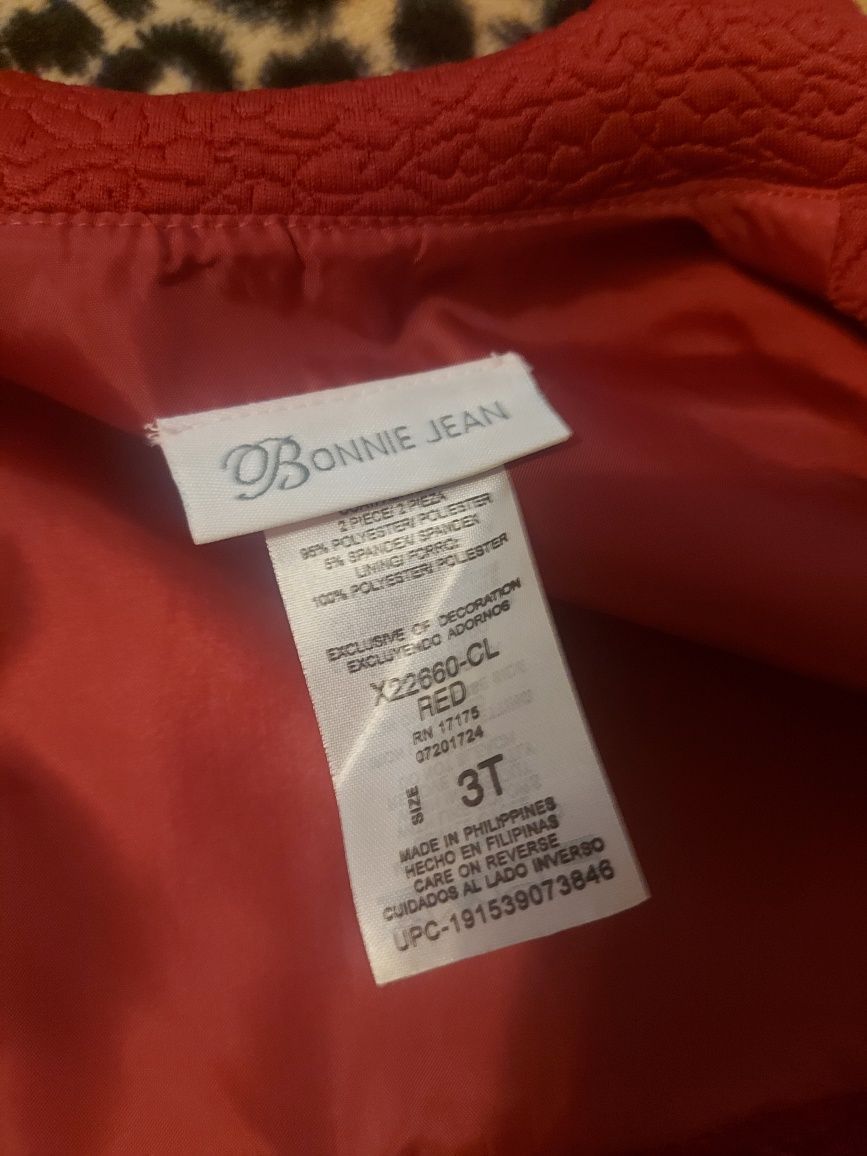 BONNIE JEAN
2 PIECE/ 2 PIEZA
95% POLYESTER/ POLIESTER
5% SPANDEX/ SPANDEX
LINING/ FORRO:
100% POLYESTER/ POLIESTER
EXCLUSIVE OF DECORATION
EXCLUYENDO ADORNOS
X22660-CL
RED
RN 17175
07201724
SIZE 3T
MADE IN PHILIPPINES
HECHO EN FILIPINAS
CARE ON REVERSE
CUIDADOS AL LADO INVERSO
UPC-191539073846